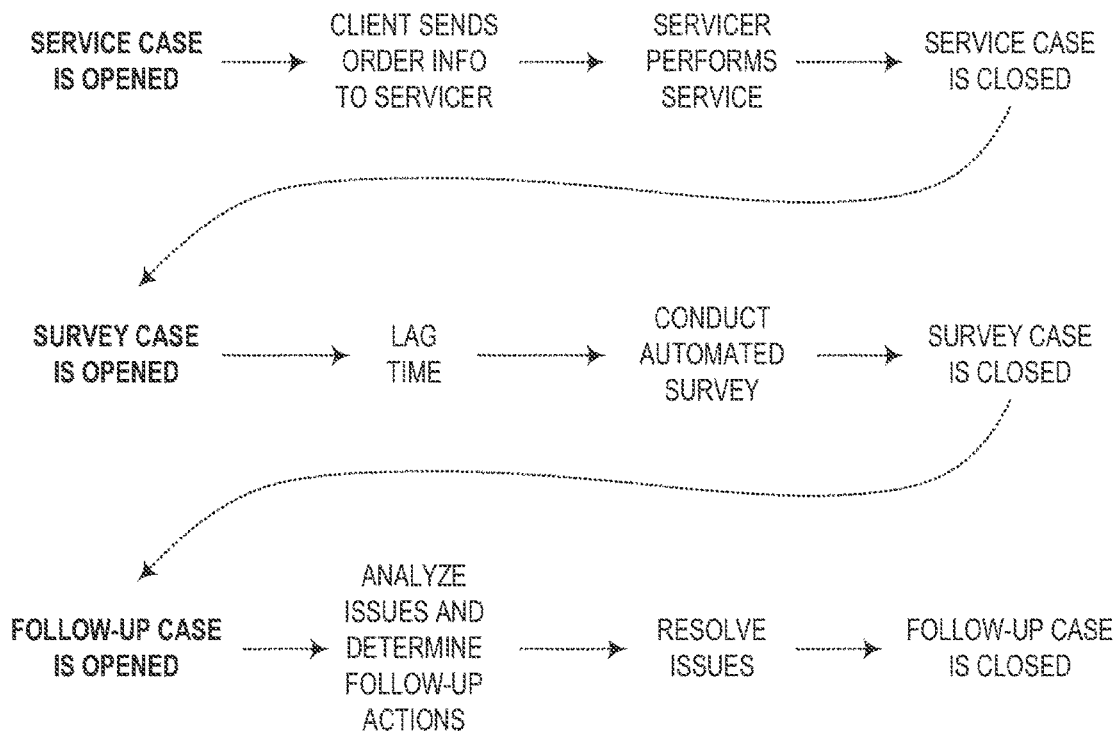 SERVICE CASE
IS OPENED
CLIENT SENDS
ORDER INFO
TO SERVICER
SERVICER
PERFORMS
SERVICE
SERVICE CASE
IS CLOSED
SURVEY CASE
IS OPENED
LAG
TIME
CONDUCT
AUTOMATED
SURVEY
SURVEY CASE
IS CLOSED
FOLLOW-UP CASE
IS OPENED
ANALYZE
ISSUES AND
DETERMINE
FOLLOW-UP
ACTIONS
RESOLVE
ISSUES
FOLLOW-UP CASE
IS CLOSED